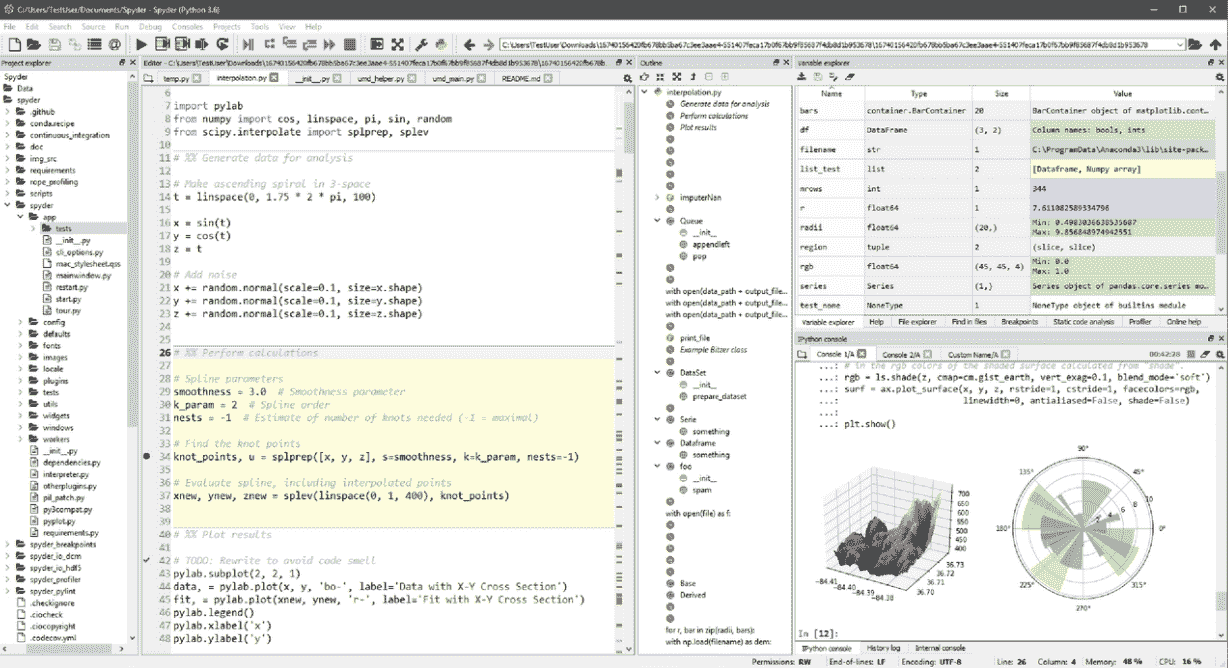 C:/Users/TestUser/Documents/Spyder - Spyder (Python 3.6)
File Edit Search Source Run Debug Consoles Projects Tools View Help
Project explorer
Spyder
Data
spyder
.github
conda.recipe
continuous_integration
doc
img_src
requirements
rope_profiling
scripts
spyder
app
tests
__init__.py
cli_options.py
mac_stylesheet.qss
mainwindow.py
restart.py
start.py
tour.py
config
defaults
fonts
images
locale
plugins
tests
utils
widgets
windows
workers
__init__.py
dependencies.py
interpreter.py
otherplugins.py
pil_patch.py
py3compat.py
pyplot.py
requirements.py
spyder_breakpoints
spyder_io_dcm
spyder_io_hdf5
spyder_profiler
spyder_pylint
.checkignore
.ciocheck
.ciocopyright
.codecov.yml
temp.py interpolation.py __init__.py umd_helper.py umd_main.py README.md
6
7 import pylab
8 from numpy import cos, linspace, pi, sin, random
9 from scipy.interpolate import splprep, splev
10
11 # %% Generate data for analysis
12
13 # Make ascending spiral in 3-space
14 t = linspace(0, 1.75 * 2 * pi, 100)
15
16 x = sin(t)
17 y = cos(t)
18 z = t
19
20 # Add noise
21 x += random.normal(scale=0.1, size=x.shape)
22 y += random.normal(scale=0.1, size=y.shape)
23 z += random.normal(scale=0.1, size=z.shape)
24
25
26 # %% Perform calculations
27
28 # Spline parameters
29 smoothness = 3.0 # Smoothness parameter
30 k_param = 2 # Spline order
31 nests = -1 # Estimate of number of knots needed (-1 = maximal)
32
33 # Find the knot points
34 knot_points, u = splprep([x, y, z], s=smoothness, k=k_param, nests=-1)
35
36 # Evaluate spline, including interpolated points
37 xnew, ynew, znew = splev(linspace(0, 1, 400), knot_points)
38
39
40 # %% Plot results
41
42 # TODO: Rewrite to avoid code smell
43 pylab.subplot(2, 2, 1)
44 data, = pylab.plot(x, y, 'bo-', label='Data with X-Y Cross Section')
45 fit, = pylab.plot(xnew, ynew, 'r-', label='Fit with X-Y Cross Section')
46 pylab.legend()
47 pylab.xlabel('x')
48 pylab.ylabel('y')
Outline
interpolation.py
Generate data for analysis
Perform calculations
Plot results
imputerNan
Queue
__init__
appendleft
pop
with open(data_path + output_file...
with open(data_path + output_file...
with open(data_path + output_file...
print_file
Example Bitzer class
DataSet
__init__
prepare_dataset
Serie
something
Dataframe
something
foo
__init__
spam
with open(file) as f:
Base
Derived
for r, bar in zip(radii, bars):
with np.load(filename) as dem:
Variable explorer
Name Type Size Value
bars container.BarContainer 20 BarContainer object of matplotlib.cont...
df DataFrame (3, 2) Column names: bools, ints
filename str 1 C:\ProgramData\Anaconda3\lib\site-pack...
list_test list 2 [Dataframe, Numpy array]
nrows int 1 344
r float64 1 7.611082589334796
radii float64 (20,) Min: 0.4983036638535687
Max: 9.856848974942551
region tuple 2 (slice, slice)
rgb float64 (45, 45, 4) Min: 0.0
Max: 1.0
series Series (1,) Series object of pandas.core.series mo...
test_name NoneType 1 NoneType object of builtins module
Variable explorer Help File explorer Find in files Breakpoints Static code analysis Profiler Online help
IPython console
Console 1/A Console 2/A Custom Name/A 00:42:28
...: # in the rgb colors of the shaded surface calculated from "shade".
...: rgb = ls.shade(z, cmap=cm.gist_earth, vert_exag=0.1, blend_mode='soft')
...: surf = ax.plot_surface(x, y, z, rstride=1, cstride=1, facecolors=rgb,
linewidth=0, antialiased=False, shade=False)
...:
...: plt.show()
700
650
600
550
500
450
400
36.73
36.72
36.71
36.70
−84.41
−84.40
−84.39
−84.38
90°
45°
0°
315°
270°
225°
180°
135°
2
4
6
8
10
In [12]:
IPython console History log Internal console
Permissions: RW End-of-lines: LF Encoding: UTF-8 Line: 26 Column: 4 Memory: 48 % CPU: 16 %